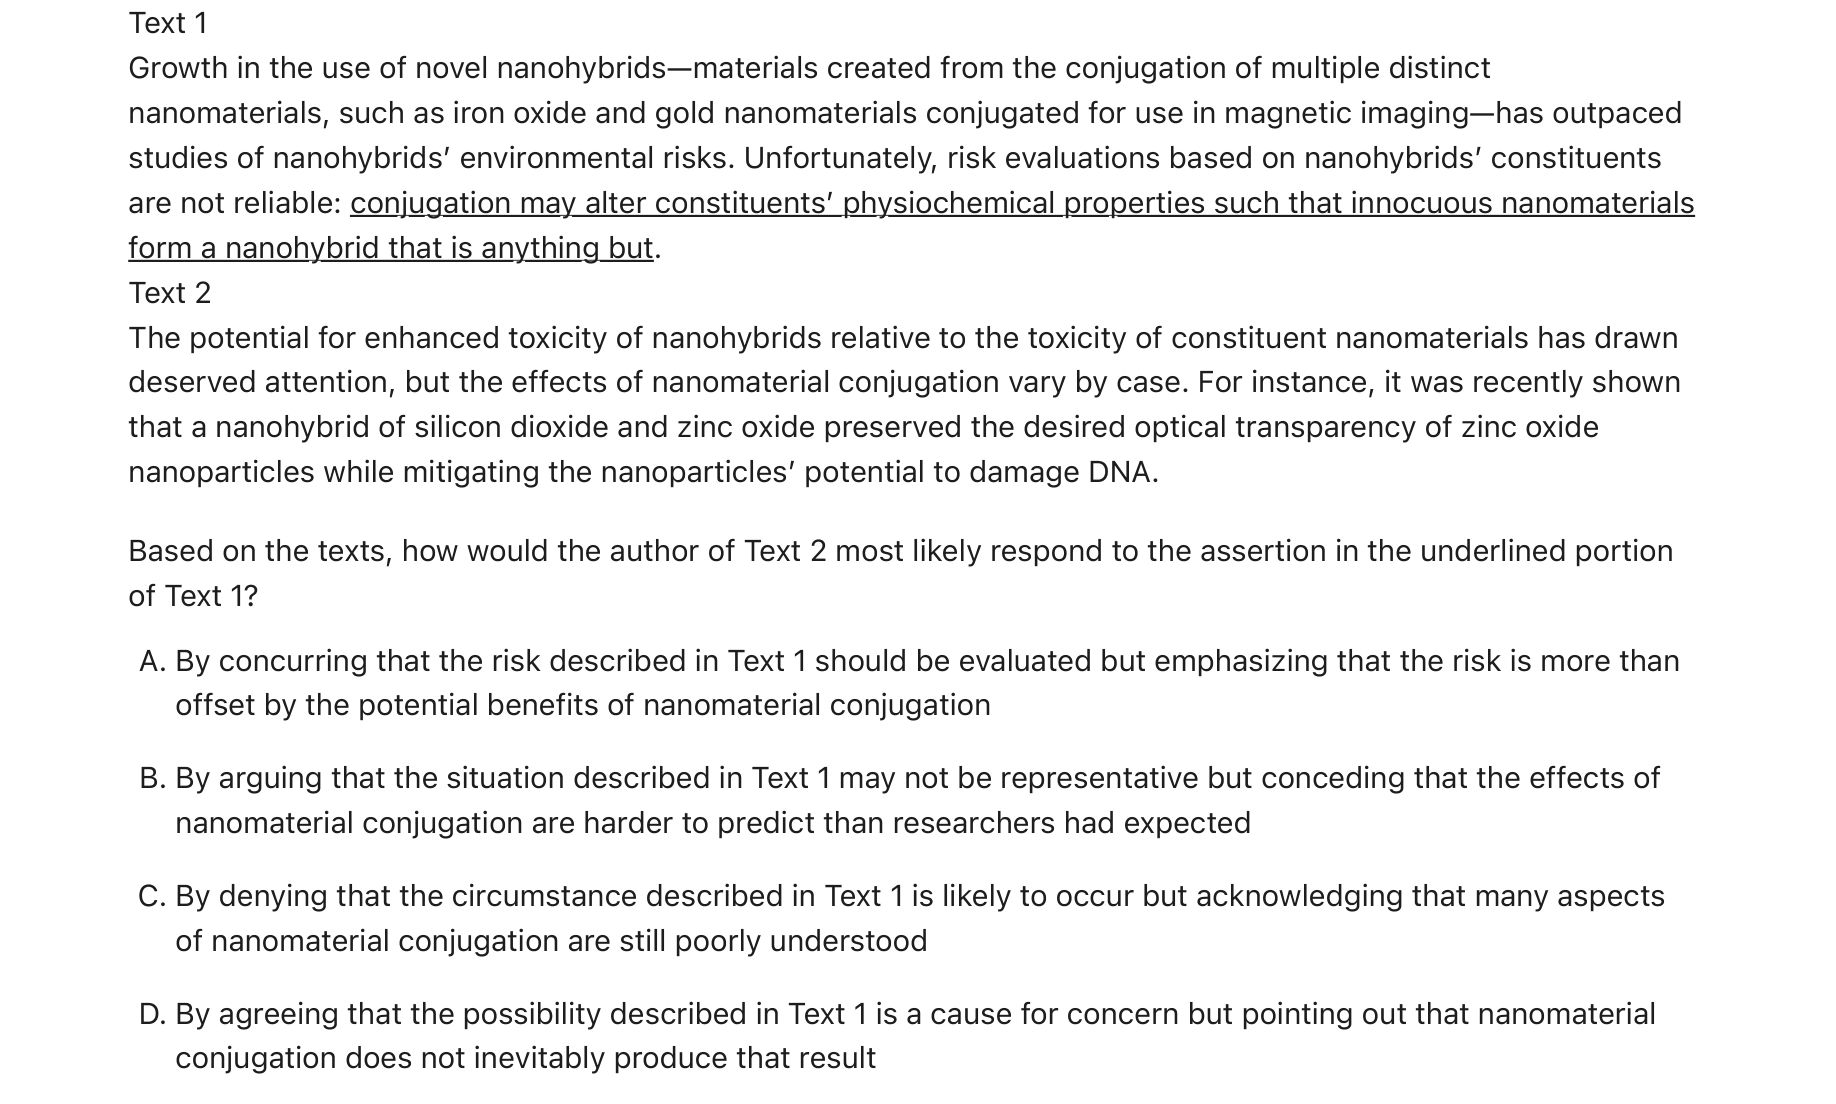 Text 1
Growth in the use of novel nanohybrids—materials created from the conjugation of multiple distinct
nanomaterials, such as iron oxide and gold nanomaterials conjugated for use in magnetic imaging—has outpaced
studies of nanohybrids’ environmental risks. Unfortunately, risk evaluations based on nanohybrids’ constituents
are not reliable: conjugation may alter constituents’ physiochemical properties such that innocuous nanomaterials
form a nanohybrid that is anything but.
Text 2
The potential for enhanced toxicity of nanohybrids relative to the toxicity of constituent nanomaterials has drawn
deserved attention, but the effects of nanomaterial conjugation vary by case. For instance, it was recently shown
that a nanohybrid of silicon dioxide and zinc oxide preserved the desired optical transparency of zinc oxide
nanoparticles while mitigating the nanoparticles’ potential to damage DNA.
Based on the texts, how would the author of Text 2 most likely respond to the assertion in the underlined portion
of Text 1?
A. By concurring that the risk described in Text 1 should be evaluated but emphasizing that the risk is more than
offset by the potential benefits of nanomaterial conjugation
B. By arguing that the situation described in Text 1 may not be representative but conceding that the effects of
nanomaterial conjugation are harder to predict than researchers had expected
C. By denying that the circumstance described in Text 1 is likely to occur but acknowledging that many aspects
of nanomaterial conjugation are still poorly understood
D. By agreeing that the possibility described in Text 1 is a cause for concern but pointing out that nanomaterial
conjugation does not inevitably produce that result